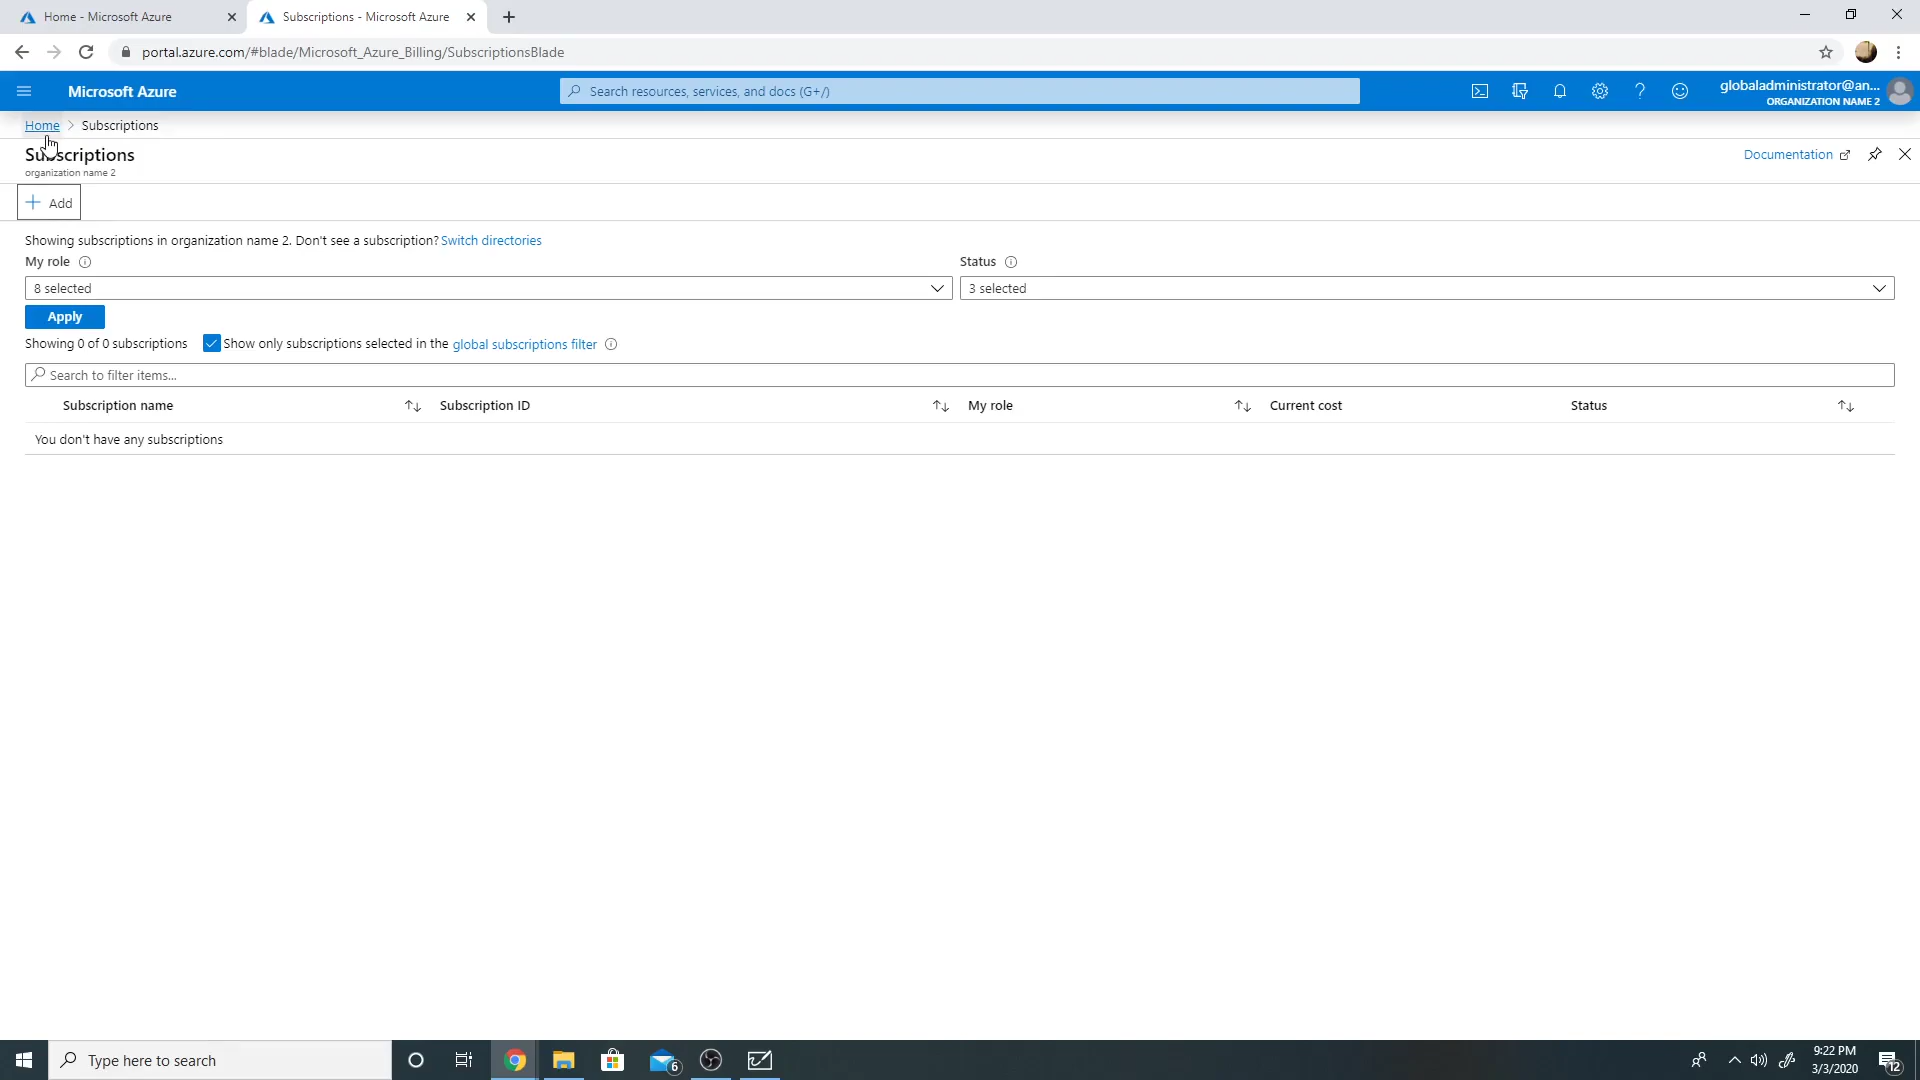 Home - Microsoft Azure
Subscriptions - Microsoft Azure
portal.azure.com/#blade/Microsoft_Azure_Billing/SubscriptionsBlade
Microsoft Azure
Search resources, services, and docs (G+/)
globaladministrator@an...
ORGANIZATION NAME 2
Home > Subscriptions
Subscriptions
organization name 2
Documentation
Add
Showing subscriptions in organization name 2. Don't see a subscription? Switch directories
My role
Status
8 selected
3 selected
Apply
Showing 0 of 0 subscriptions
Show only subscriptions selected in the global subscriptions filter
Search to filter items...
Subscription name
Subscription ID
My role
Current cost
Status
You don't have any subscriptions
Type here to search
6
9:22 PM
3/3/2020
12